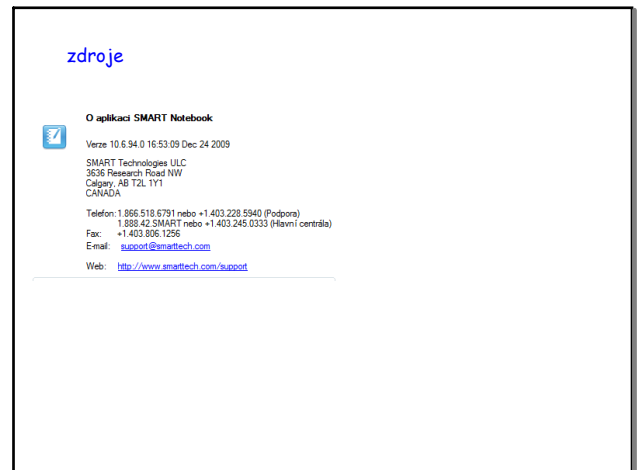 zdroje
O aplikaci SMART Notebook
Verze 10.6.94.0 16:53:09 Dec 24 2009
SMART Technologies ULC
3636 Research Road NW
Calgary, AB T2L 1Y1
CANADA
Telefon: 1.866.518.6791 nebo +1.403.228.5940 (Podpora)
1.888.42.SMART nebo +1.403.245.0333 (Hlavní centrála)
Fax: +1.403.806.1256
E-mail: support@smarttech.com
Web: http://www.smarttech.com/support